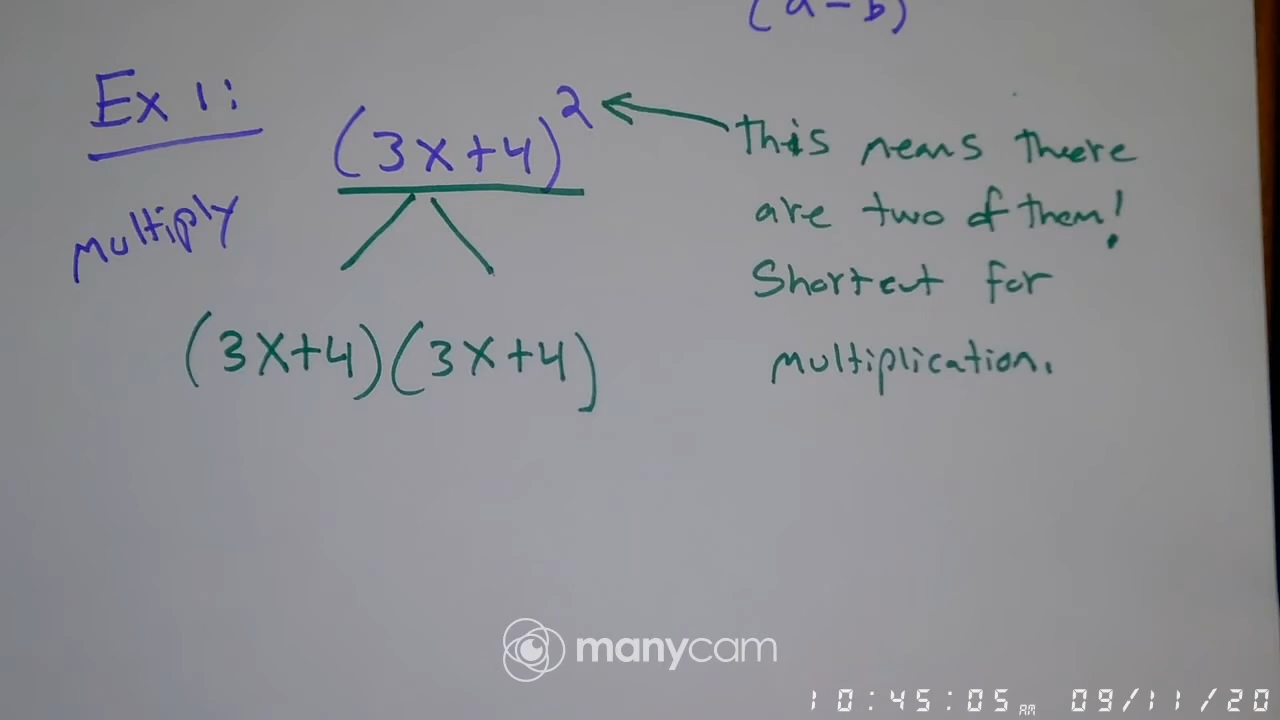 (a-b)
Ex 1:
(3x+4)²
multiply
this means there
are two of them!
Shortcut for
multiplication.
(3x+4)(3x+4)
manycam
10:45:05 AM 09/11/20